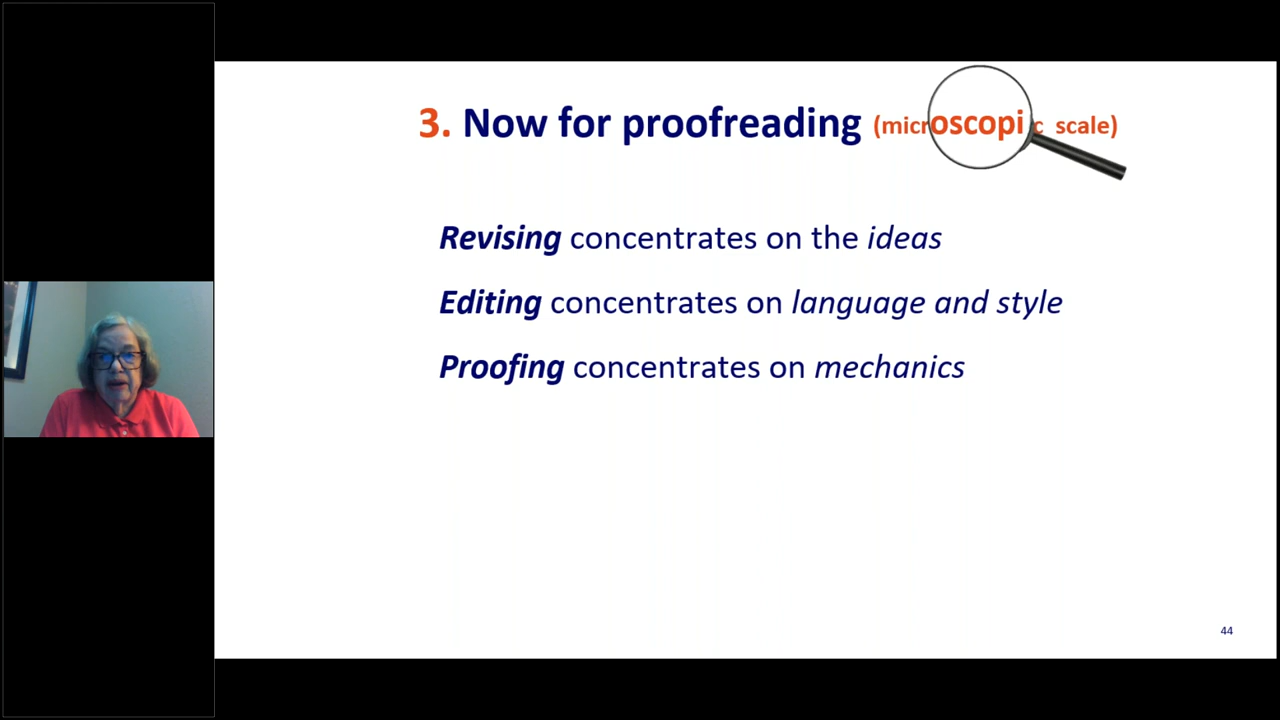 3. Now for proofreading (microscopic scale)
Revising concentrates on the ideas
Editing concentrates on language and style
Proofing concentrates on mechanics
44